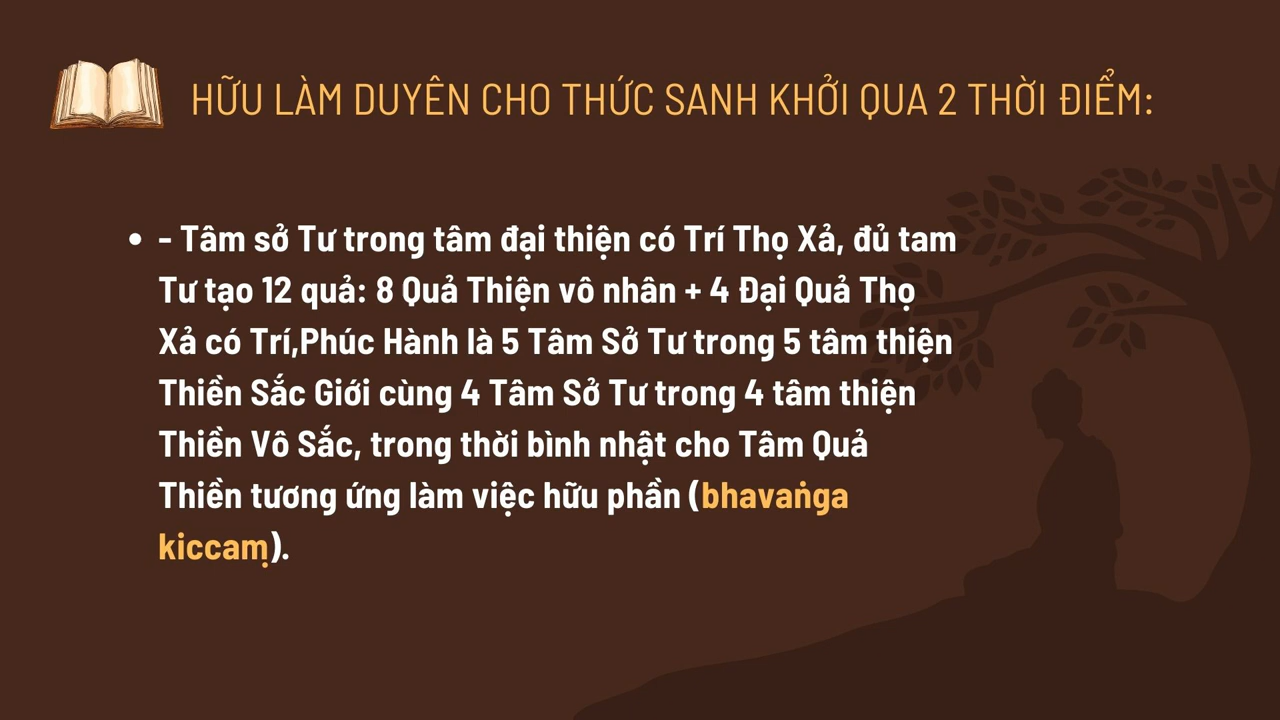 HỮU LÀM DUYÊN CHO THỨC SANH KHỞI QUA 2 THỜI ĐIỂM:
• - Tâm sở Tư trong tâm đại thiện có Trí Thọ Xả, đủ tam
Tư tạo 12 quả: 8 Quả Thiện vô nhân + 4 Đại Quả Thọ
Xả có Trí,Phúc Hành là 5 Tâm Sở Tư trong 5 tâm thiện
Thiền Sắc Giới cùng 4 Tâm Sở Tư trong 4 tâm thiện
Thiền Vô Sắc, trong thời bình nhật cho Tâm Quả
Thiền tương ứng làm việc hữu phần (bhavaṅga
kiccaṃ).